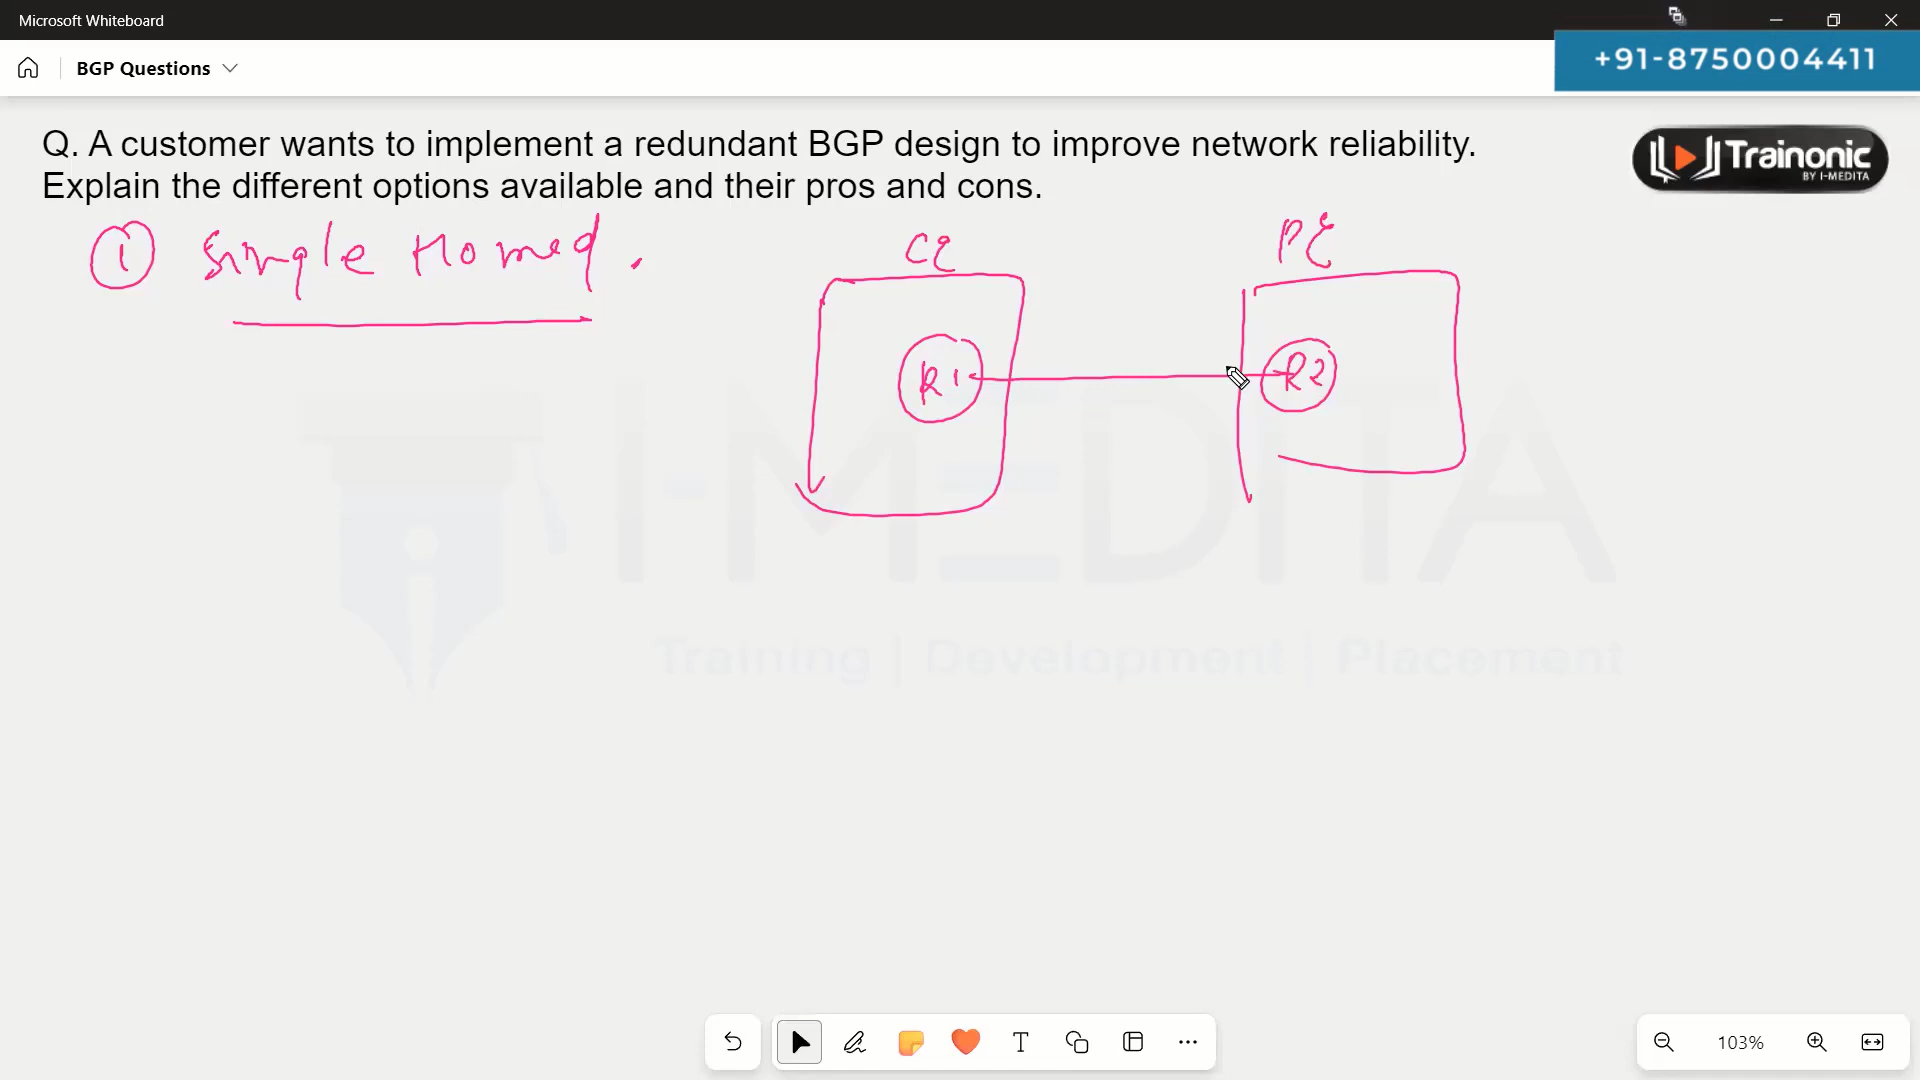 Microsoft Whiteboard
BGP Questions
+91-8750004411
Q. A customer wants to implement a redundant BGP design to improve network reliability.
Explain the different options available and their pros and cons.
Trainonic
BY I-MEDITA
1 Single Homed.
CE
PE
R1
R2
I-MEDITA
Training | Development | Placement
103%